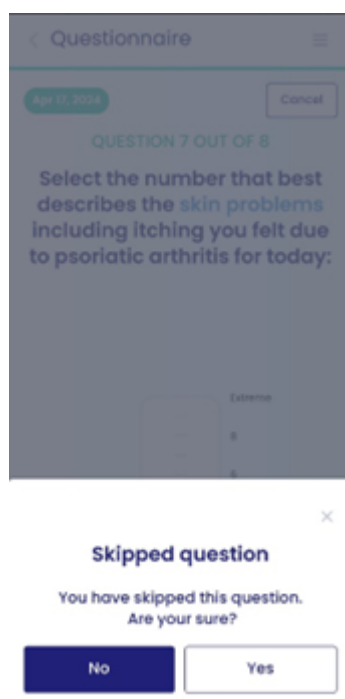 Questionnaire
Apr 17, 2024
Cancel
QUESTION 7 OUT OF 8
Select the number that best
describes the skin problems
including itching you felt due
to psoriatic arthritis for today:
Extreme
Skipped question
You have skipped this question.
Are your sure?
No
Yes